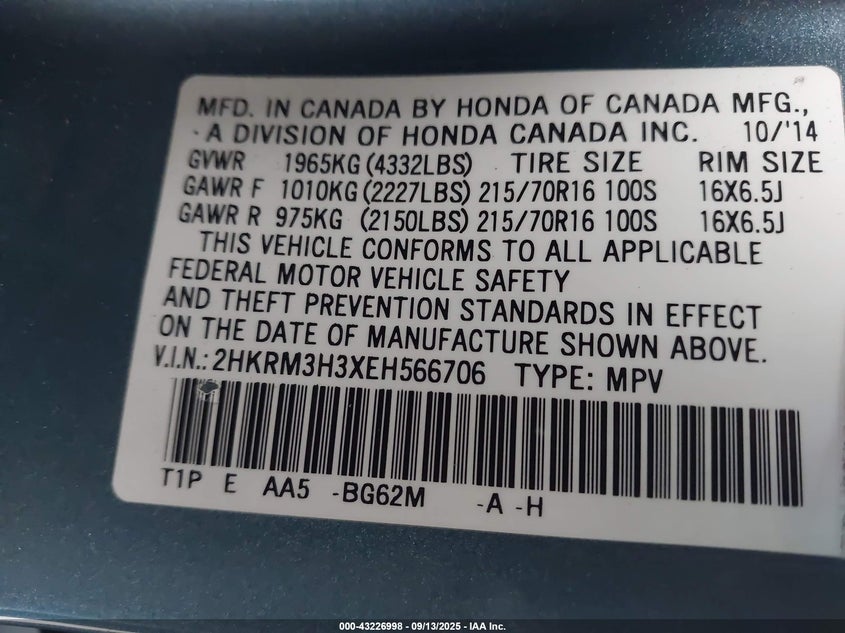 MFD. IN CANADA BY HONDA OF CANADA MFG.,
A DIVISION OF HONDA CANADA INC. 10/'14
GVWR 1965KG (4332LBS) TIRE SIZE RIM SIZE
GAWR F 1010KG (2227LBS) 215/70R16 100S 16X6.5J
GAWR R 975KG (2150LBS) 215/70R16 100S 16X6.5J
THIS VEHICLE CONFORMS TO ALL APPLICABLE
FEDERAL MOTOR VEHICLE SAFETY
AND THEFT PREVENTION STANDARDS IN EFFECT
ON THE DATE OF MANUFACTURE SHOWN ABOVE.
V.I.N.: 2HKRM3H3XEH566706 TYPE: MPV
T1P E AA5 -BG62M -A -H
000-43226998 - 09/13/2025 - IAA Inc.